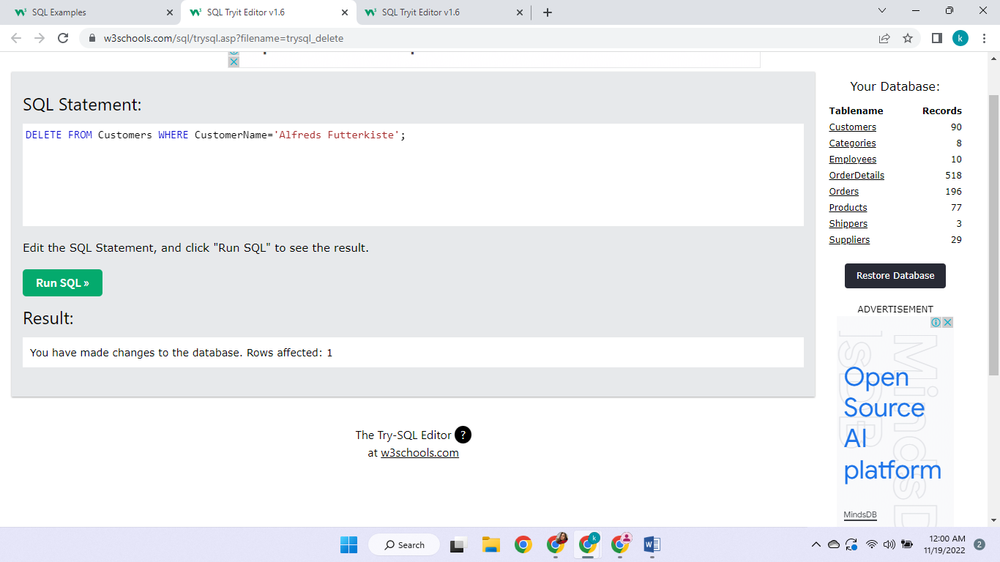 SQL Examples
SQL Tryit Editor v1.6
SQL Tryit Editor v1.6
w3schools.com/sql/trysql.asp?filename=trysql_delete
k
SQL Statement:
DELETE FROM Customers WHERE CustomerName='Alfreds Futterkiste';
Edit the SQL Statement, and click "Run SQL" to see the result.
Run SQL »
Result:
You have made changes to the database. Rows affected: 1
The Try-SQL Editor ?
at w3schools.com
Your Database:
Tablename Records
Customers 90
Categories 8
Employees 10
OrderDetails 518
Orders 196
Products 77
Shippers 3
Suppliers 29
Restore Database
ADVERTISEMENT
MindsDB
Open
Source
AI
platform
MindsDB
Search
k
12:00 AM
11/19/2022
2